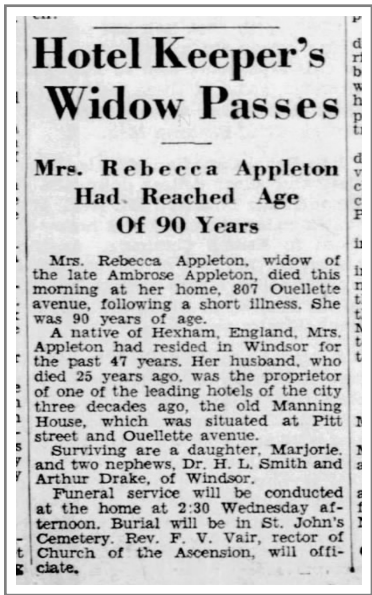 Hotel Keeper's
Widow Passes
Mrs. Rebecca Appleton
Had Reached Age
Of 90 Years
Mrs. Rebecca Appleton, widow of
the late Ambrose Appleton, died this
morning at her home, 807 Ouellette
avenue, following a short illness. She
was 90 years of age.
A native of Hexham, England, Mrs.
Appleton had resided in Windsor for
the past 47 years. Her husband, who
died 25 years ago, was the proprietor
of one of the leading hotels of the city
three decades ago, the old Manning
House, which was situated at Pitt
street and Ouellette avenue.
Surviving are a daughter, Marjorie,
and two nephews, Dr. H. L. Smith and
Arthur Drake, of Windsor.
Funeral service will be conducted
at the home at 2:30 Wednesday af-
ternoon. Burial will be in St. John's
Cemetery. Rev. F. V. Vair, rector of
Church of the Ascension, will offi-
ciate.